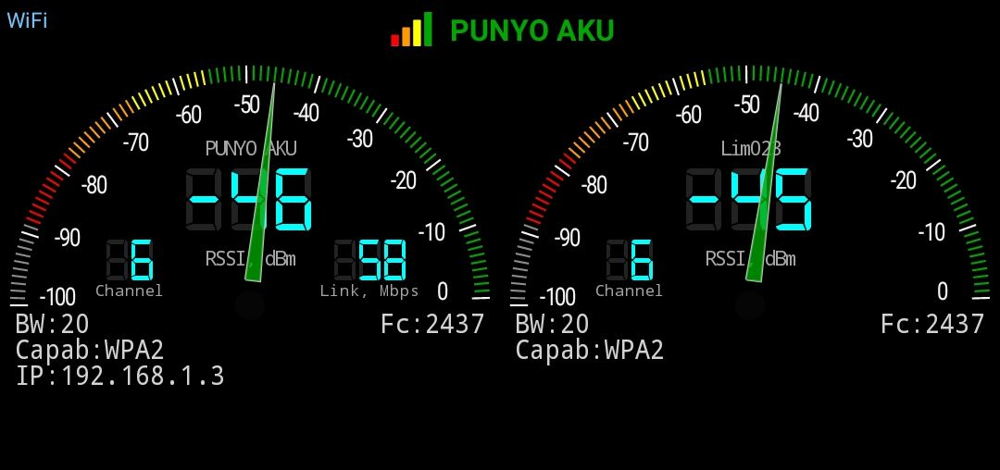 WiFi
PUNYO AKU
-100
-90
-80
-70
-60
-50
-40
-30
-20
-10
0
PUNYO AKU
-46
RSSI, dBm
6
Channel
58
Link, Mbps
BW:20
Fc:2437
Capab:WPA2
IP:192.168.1.3
-100
-90
-80
-70
-60
-50
-40
-30
-20
-10
0
Lim023
-45
RSSI, dBm
6
Channel
BW:20
Fc:2437
Capab:WPA2